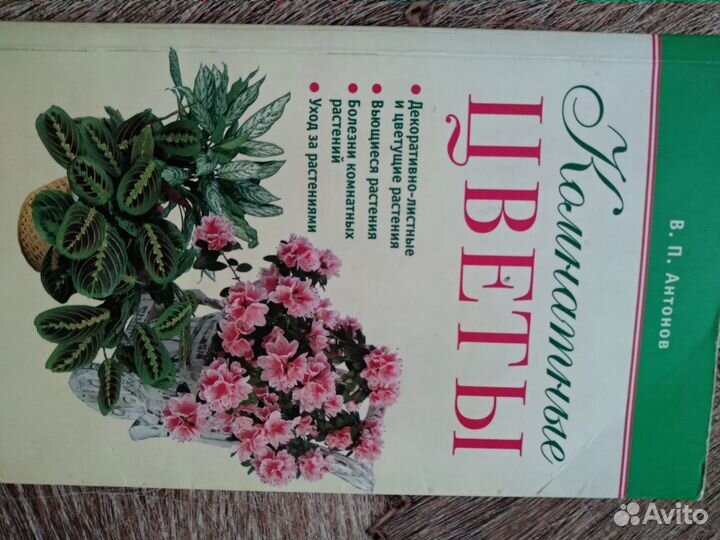 В. П. Антонов
Комнатные
ЦВЕТЫ
• Декоративно-листные
и цветущие растения
• Вьющиеся растения
• Болезни комнатных
растений
• Уход за растениями
Avito